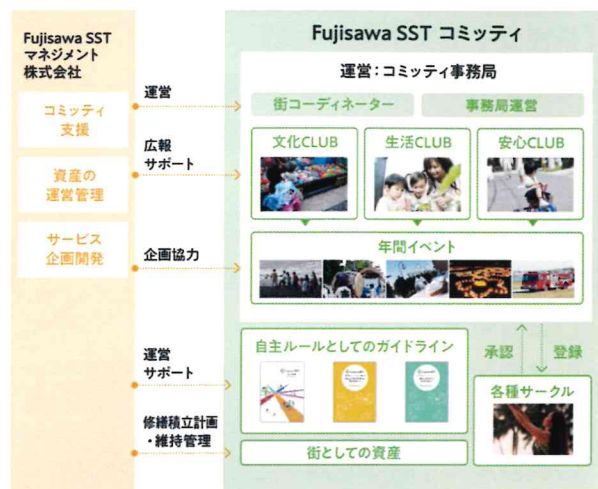 Fujisawa SST
マネジメント
株式会社
コミッティ
支援
資産の
運営管理
サービス
企画開発
運営
広報
サポート
企画協力
運営
サポート
修繕積立計画
・維持管理
Fujisawa SST コミッティ
運営：コミッティ事務局
街コーディネーター
事務局運営
文化CLUB
生活CLUB
安心CLUB
年間イベント
自主ルールとしてのガイドライン
承認
登録
各種サークル
街としての資産